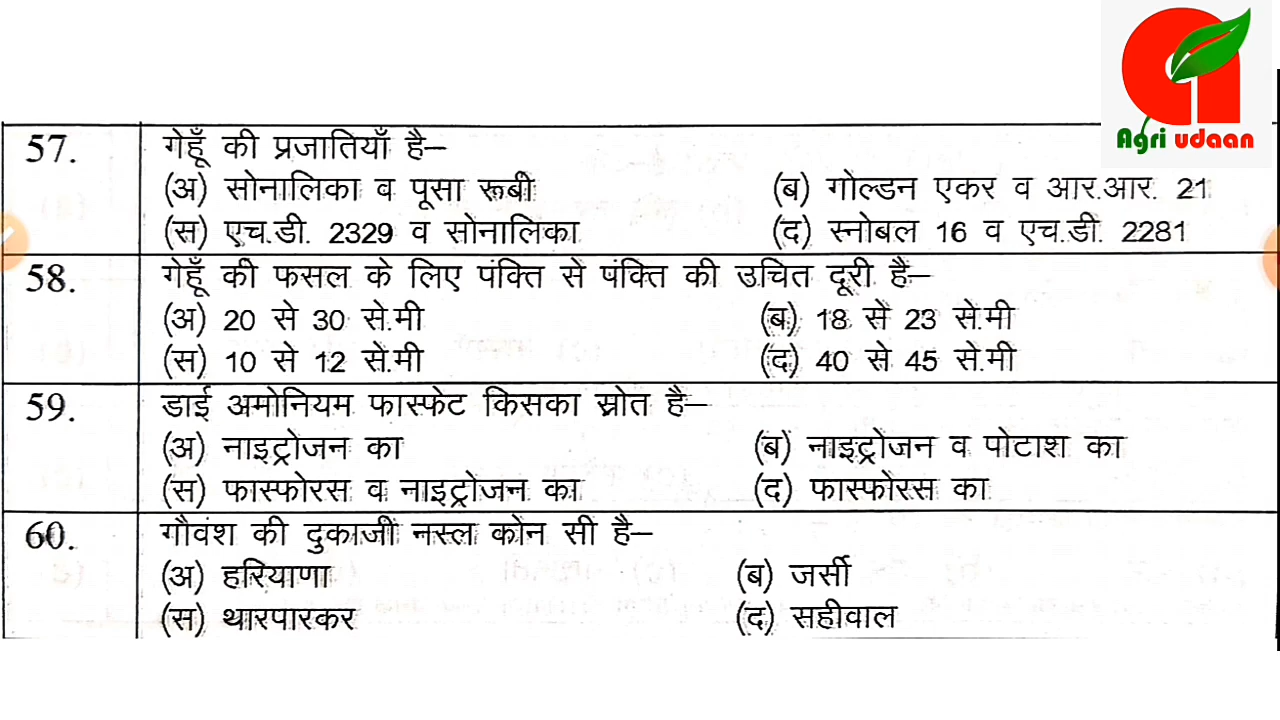 Agri udaan
57. गेहूँ की प्रजातियाँ है–
(अ) सोनालिका व पूसा रूबी (ब) गोल्डन एकर व आर.आर. 21
(स) एच.डी. 2329 व सोनालिका (द) स्नोबल 16 व एच.डी. 2281
58. गेहूँ की फसल के लिए पंक्ति से पंक्ति की उचित दूरी है–
(अ) 20 से 30 से.मी (ब) 18 से 23 से.मी
(स) 10 से 12 से.मी (द) 40 से 45 से.मी
59. डाई अमोनियम फास्फेट किसका स्रोत है–
(अ) नाइट्रोजन का (ब) नाइट्रोजन व पोटाश का
(स) फास्फोरस व नाइट्रोजन का (द) फास्फोरस का
60. गौवंश की दुकाजी नस्ल कोन सी है–
(अ) हरियाणा (ब) जर्सी
(स) थारपारकर (द) सहीवाल